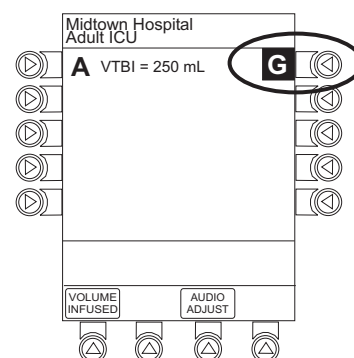 Midtown Hospital
Adult ICU
A VTBI = 250 mL G
VOLUME
INFUSED
AUDIO
ADJUST